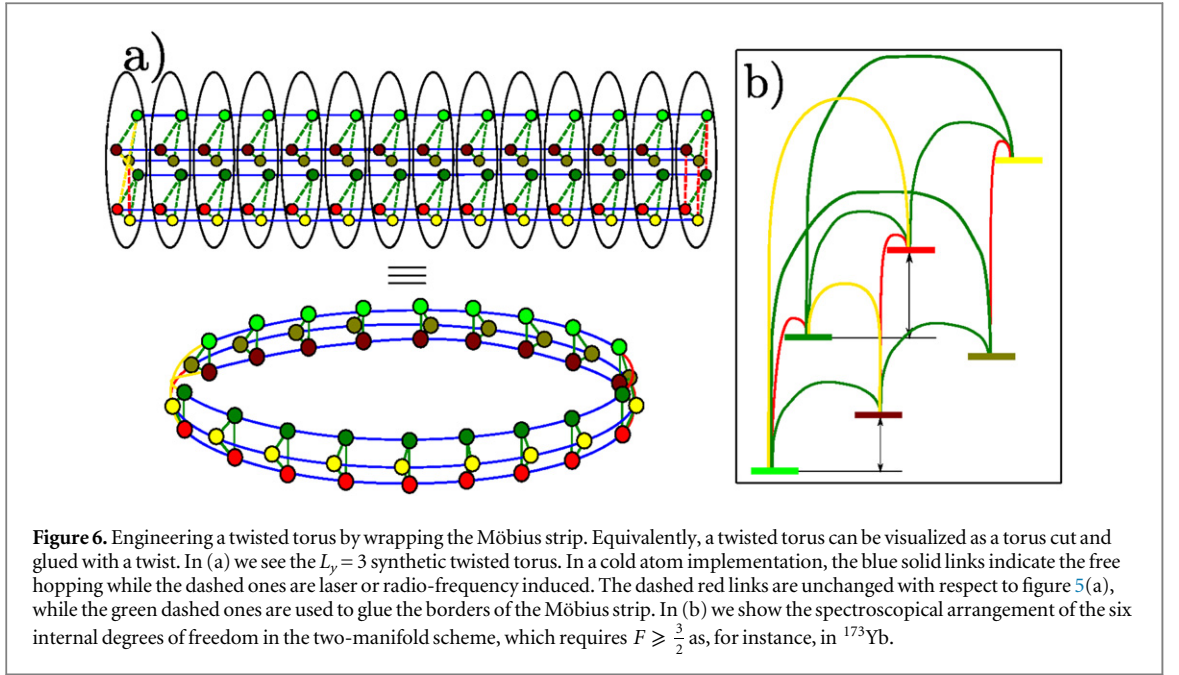 a)
b)
Figure 6. Engineering a twisted torus by wrapping the Möbius strip. Equivalently, a twisted torus can be visualized as a torus cut and
glued with a twist. In (a) we see the L_y = 3 synthetic twisted torus. In a cold atom implementation, the blue solid links indicate the free
hopping while the dashed ones are laser or radio-frequency induced. The dashed red links are unchanged with respect to figure 5(a),
while the green dashed ones are used to glue the borders of the Möbius strip. In (b) we show the spectroscopical arrangement of the six
internal degrees of freedom in the two-manifold scheme, which requires F ⩾ 3/2 as, for instance, in ¹⁷³Yb.